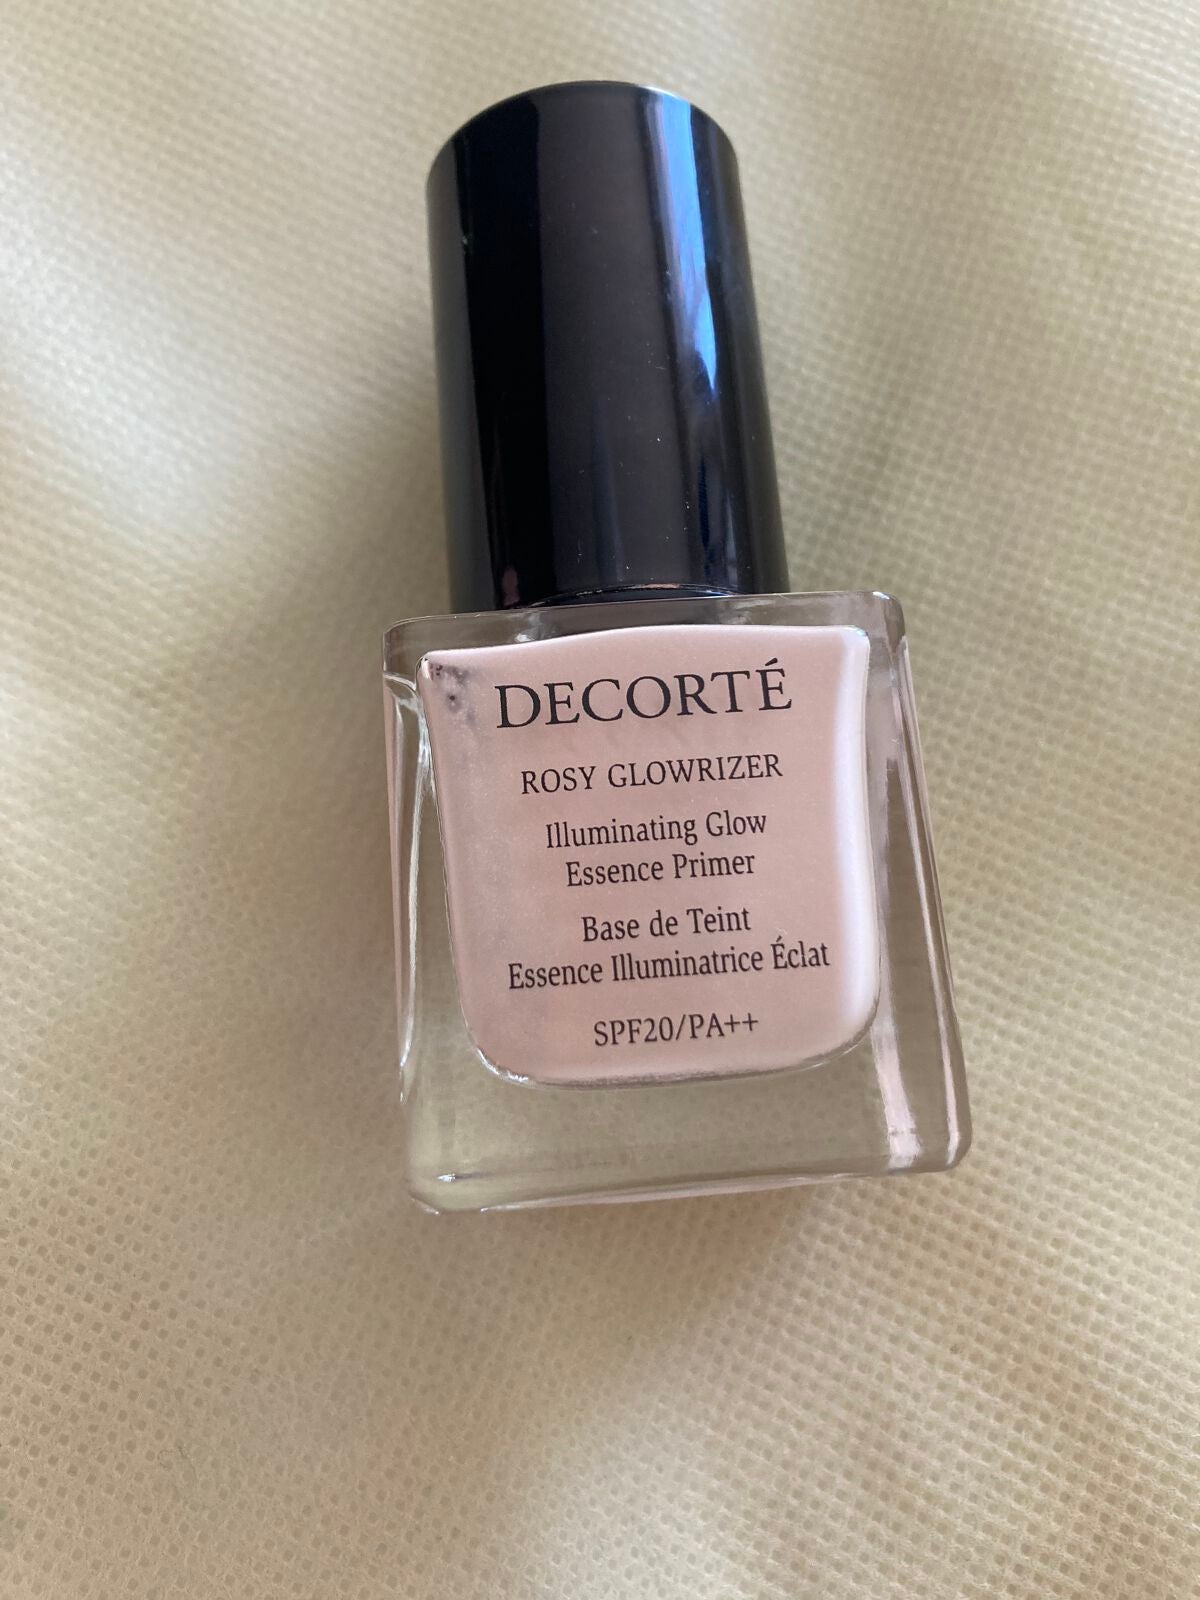 DECORTÉ
ROSY GLOWRIZER
Illuminating Glow
Essence Primer
Base de Teint
Essence Illuminatrice Éclat
SPF20/PA++